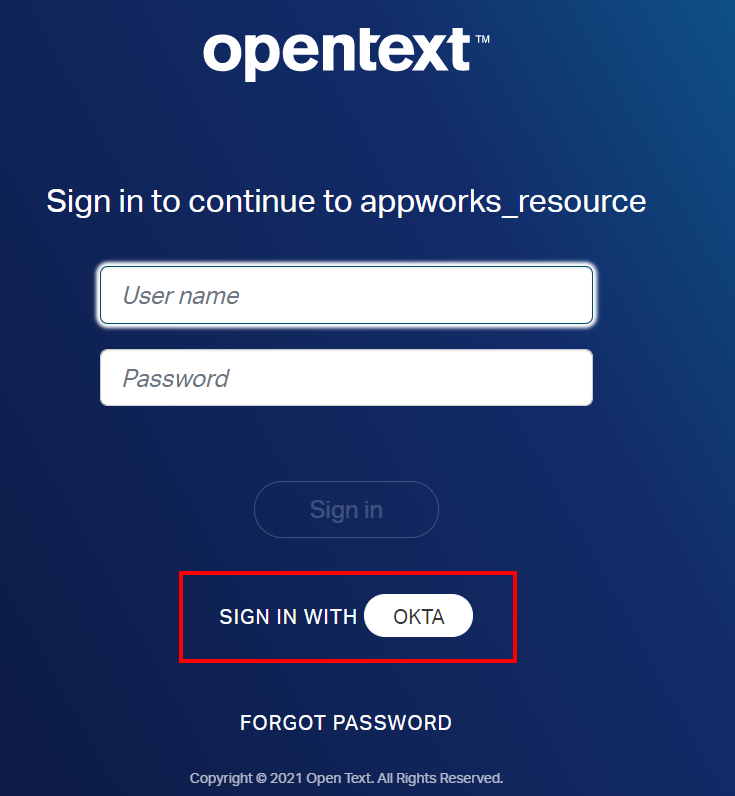 opentext™
Sign in to continue to appworks_resource
User name
Password
Sign in
SIGN IN WITH OKTA
FORGOT PASSWORD
Copyright © 2021 Open Text. All Rights Reserved.